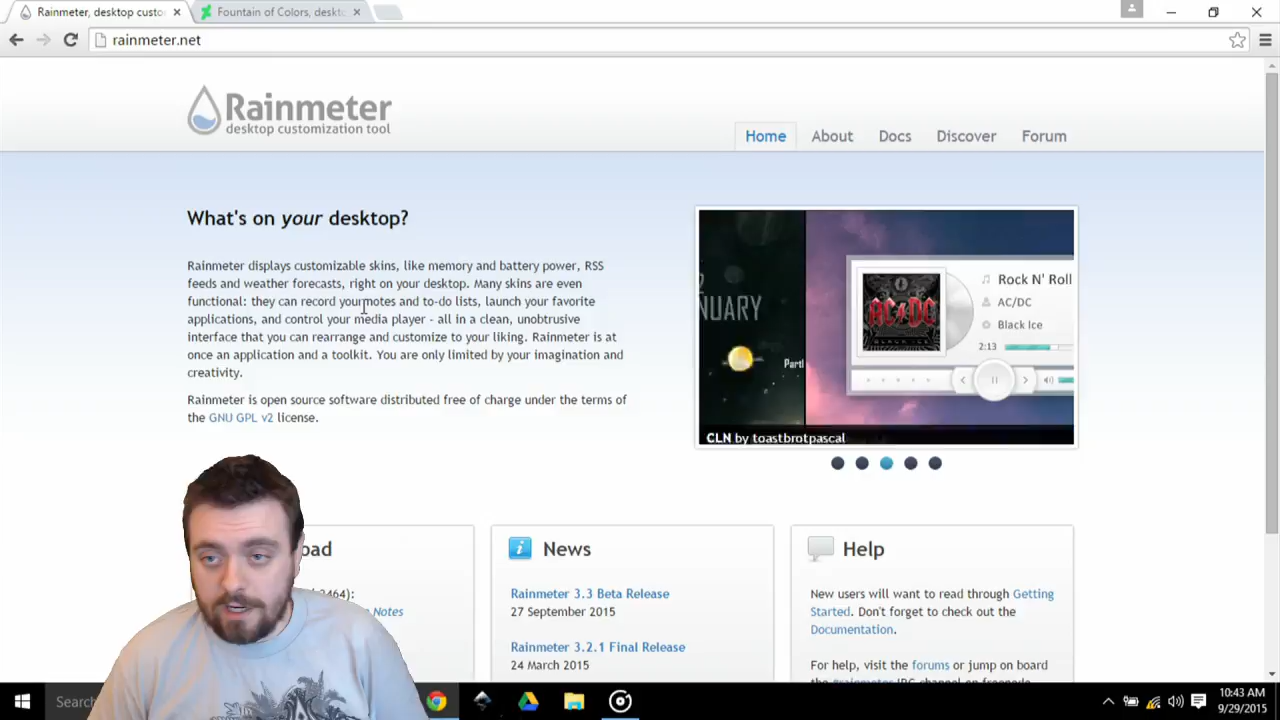 Rainmeter, desktop custo
Fountain of Colors, deskto
rainmeter.net
Rainmeter
desktop customization tool
Home
About
Docs
Discover
Forum
What's on your desktop?
Rainmeter displays customizable skins, like memory and battery power, RSS
feeds and weather forecasts, right on your desktop. Many skins are even
functional: they can record your notes and to-do lists, launch your favorite
applications, and control your media player - all in a clean, unobtrusive
interface that you can rearrange and customize to your liking. Rainmeter is at
once an application and a toolkit. You are only limited by your imagination and
creativity.
Rainmeter is open source software distributed free of charge under the terms of
the GNU GPL v2 license.
NUARY
Rock N' Roll
AC/DC
Black Ice
2:13
CLN by toastbrotpascal
oad
2464):
Notes
News
Rainmeter 3.3 Beta Release
27 September 2015
Rainmeter 3.2.1 Final Release
24 March 2015
Help
New users will want to read through Getting
Started. Don't forget to check out the
Documentation.
For help, visit the forums or jump on board
the #rainmeter IRC channel on freenode
Search
10:43 AM
9/29/2015